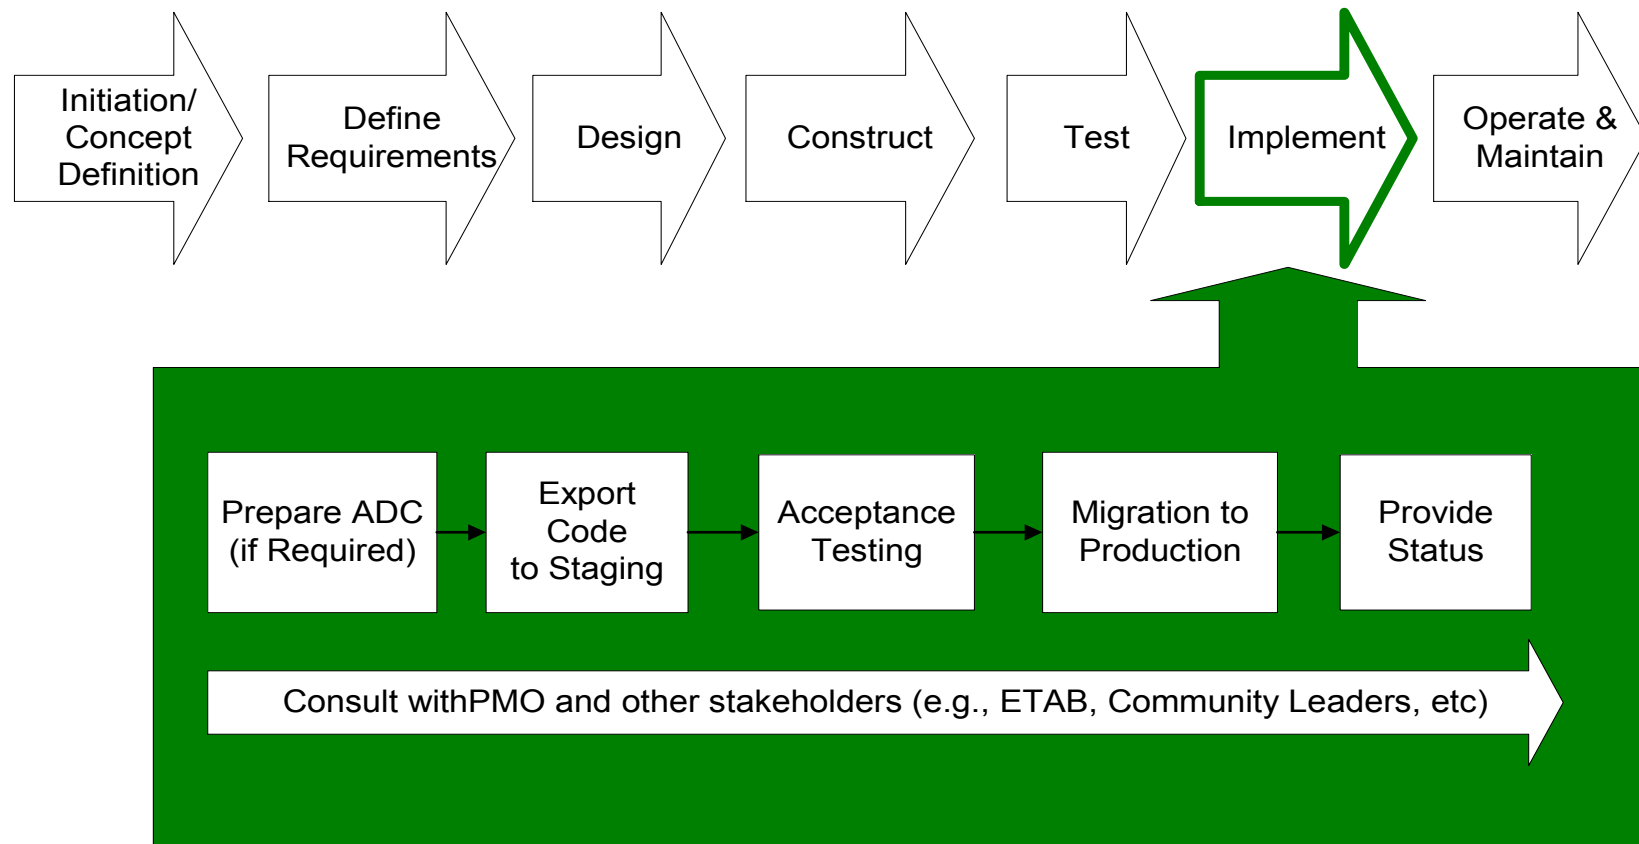 Initiation/
Concept
Definition
Define
Requirements
Design
Construct
Test
Implement
Operate &
Maintain
Prepare ADC
(if Required)
Export
Code
to Staging
Acceptance
Testing
Migration to
Production
Provide
Status
Consult withPMO and other stakeholders (e.g., ETAB, Community Leaders, etc)